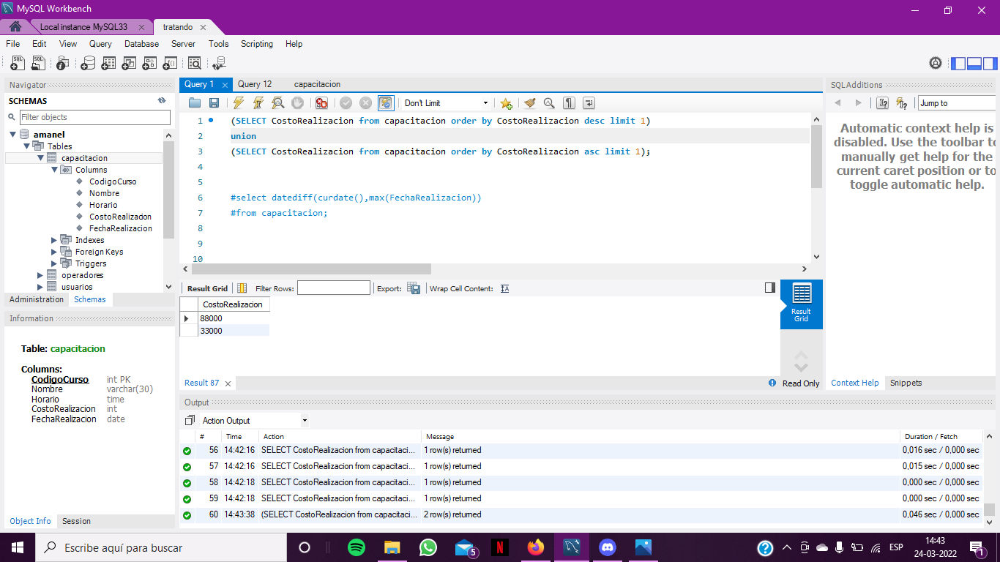 MySQL Workbench
Local instance MySQL33
tratando
File Edit View Query Database Server Tools Scripting Help
Navigator
SCHEMAS
Filter objects
amanel
Tables
capacitacion
Columns
CodigoCurso
Nombre
Horario
CostoRealizacion
FechaRealizacion
Indexes
Foreign Keys
Triggers
operadores
usuarios
Administration Schemas
Information
Table: capacitacion
Columns:
CodigoCurso int PK
Nombre varchar(30)
Horario time
CostoRealizacion int
FechaRealizacion date
Object Info Session
Query 1 Query 12 capacitacion
Don't Limit
1 (SELECT CostoRealizacion from capacitacion order by CostoRealizacion desc limit 1)
2 union
3 (SELECT CostoRealizacion from capacitacion order by CostoRealizacion asc limit 1);
4
5
6 #select datediff(curdate(),max(FechaRealizacion))
7 #from capacitacion;
8
9
10
Result Grid Filter Rows: Export: Wrap Cell Content:
CostoRealizacion
88000
33000
Result Grid
Result 87
Read Only
SQLAdditions
Jump to
Automatic context help is
disabled. Use the toolbar to
manually get help for the
current caret position or to
toggle automatic help.
Context Help Snippets
Output
Action Output
# Time Action Message Duration / Fetch
56 14:42:16 SELECT CostoRealizacion from capacitaci... 1 row(s) returned 0,016 sec / 0,000 sec
57 14:42:16 SELECT CostoRealizacion from capacitaci... 1 row(s) returned 0,015 sec / 0,000 sec
58 14:42:18 SELECT CostoRealizacion from capacitaci... 1 row(s) returned 0,000 sec / 0,000 sec
59 14:42:18 SELECT CostoRealizacion from capacitaci... 1 row(s) returned 0,000 sec / 0,000 sec
60 14:43:38 (SELECT CostoRealizacion from capacitaci... 2 row(s) returned 0,046 sec / 0,000 sec
Escribe aquí para buscar
5
N
ESP
14:43
24-03-2022
1